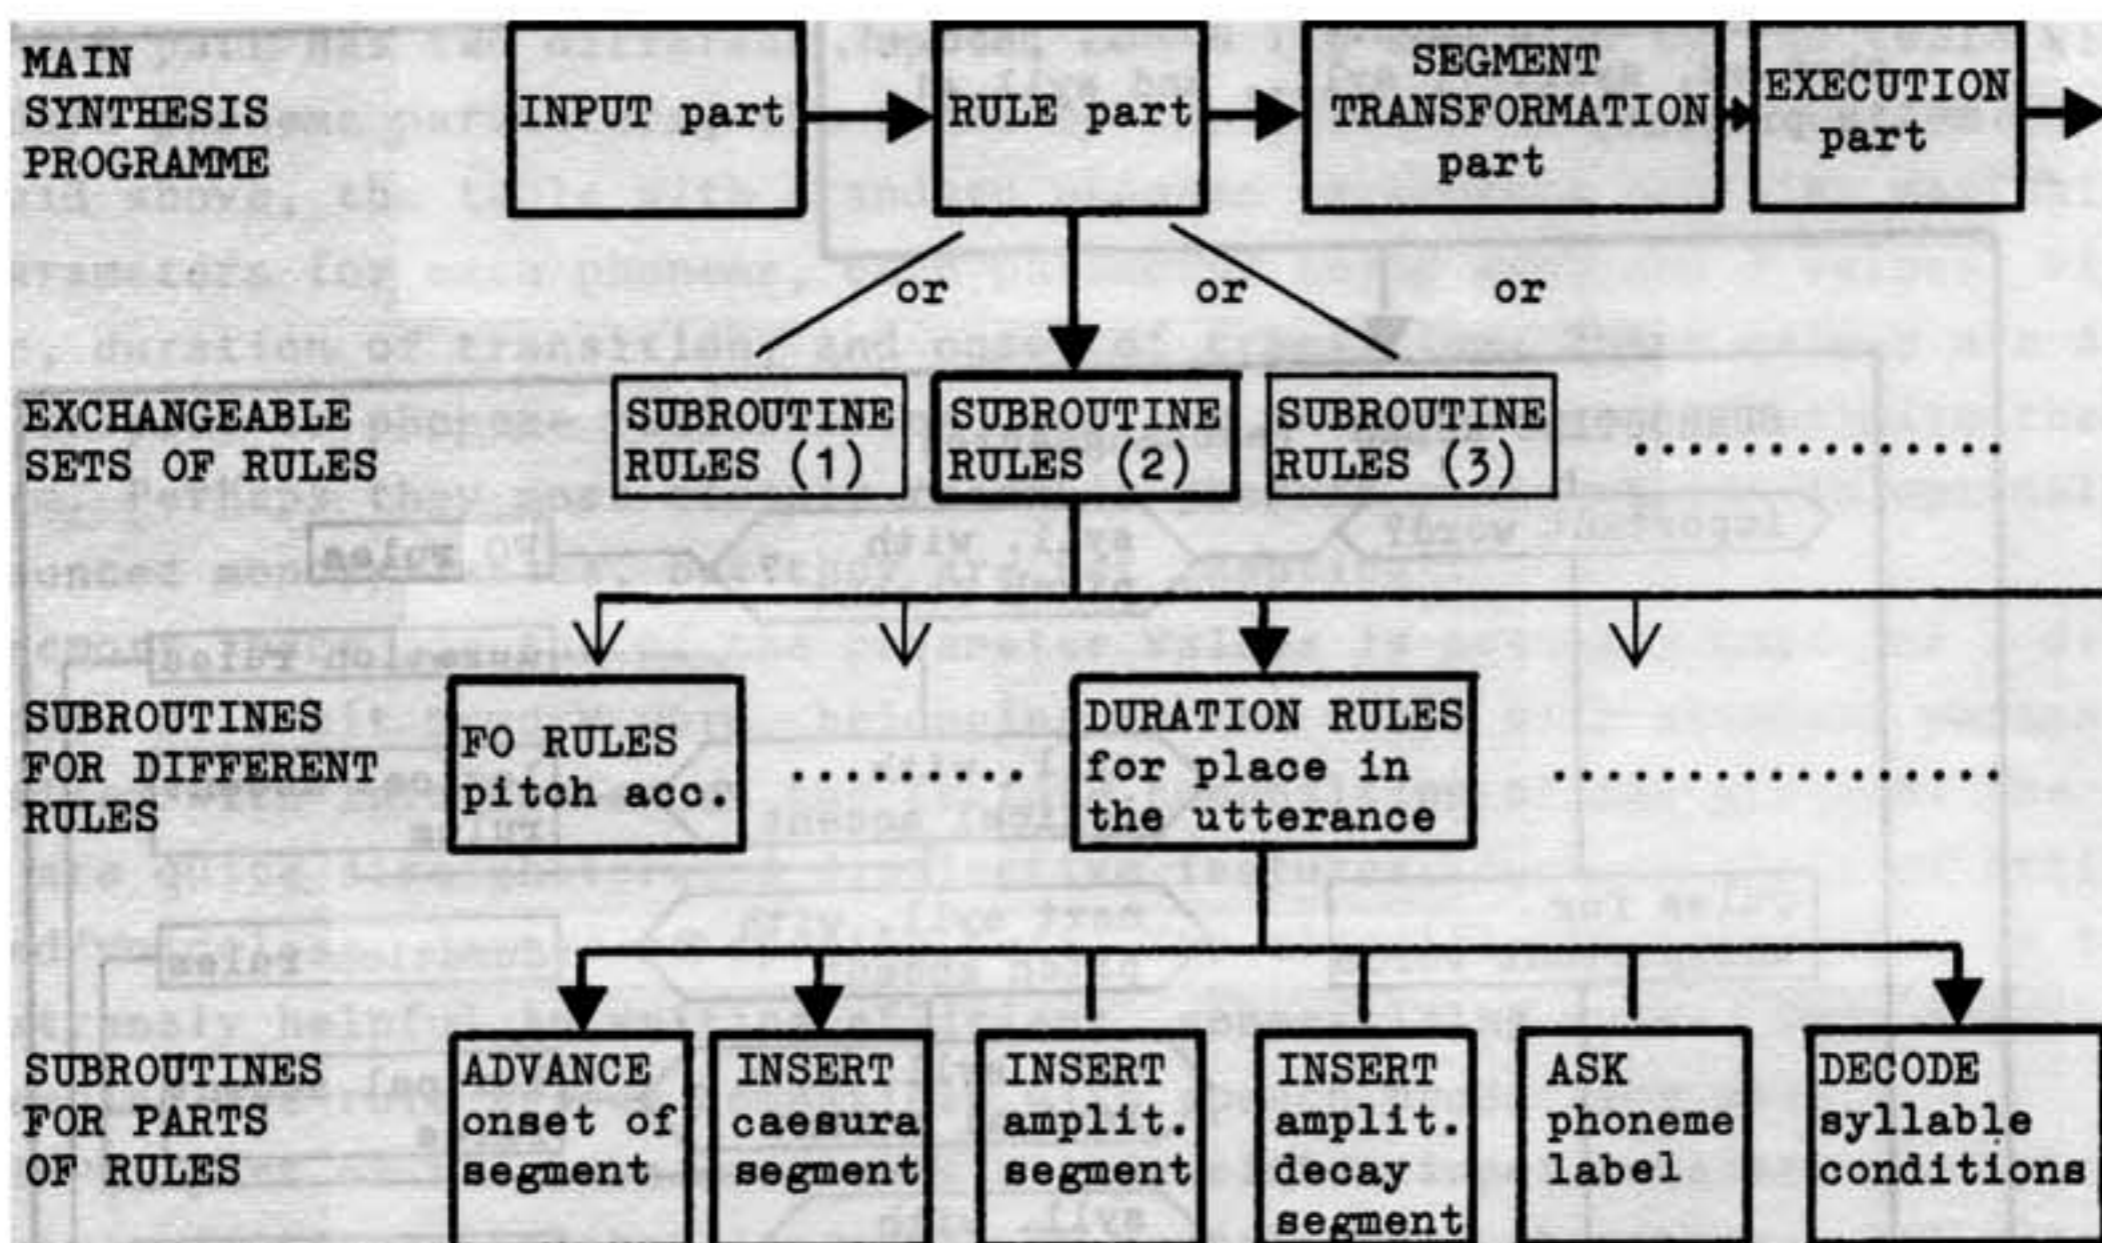 MAIN
SYNTHESIS
PROGRAMME
INPUT part
RULE part
SEGMENT
TRANSFORMATION
part
EXECUTION
part
or
or
or
EXCHANGEABLE
SETS OF RULES
SUBROUTINE
RULES (1)
SUBROUTINE
RULES (2)
SUBROUTINE
RULES (3)
....................
SUBROUTINES
FOR DIFFERENT
RULES
FO RULES
pitch acc.
.........
DURATION RULES
for place in
the utterance
.................
SUBROUTINES
FOR PARTS
OF RULES
ADVANCE
onset of
segment
INSERT
caesura
segment
INSERT
amplit.
segment
INSERT
amplit.
decay
segment
ASK
phoneme
label
DECODE
syllable
conditions